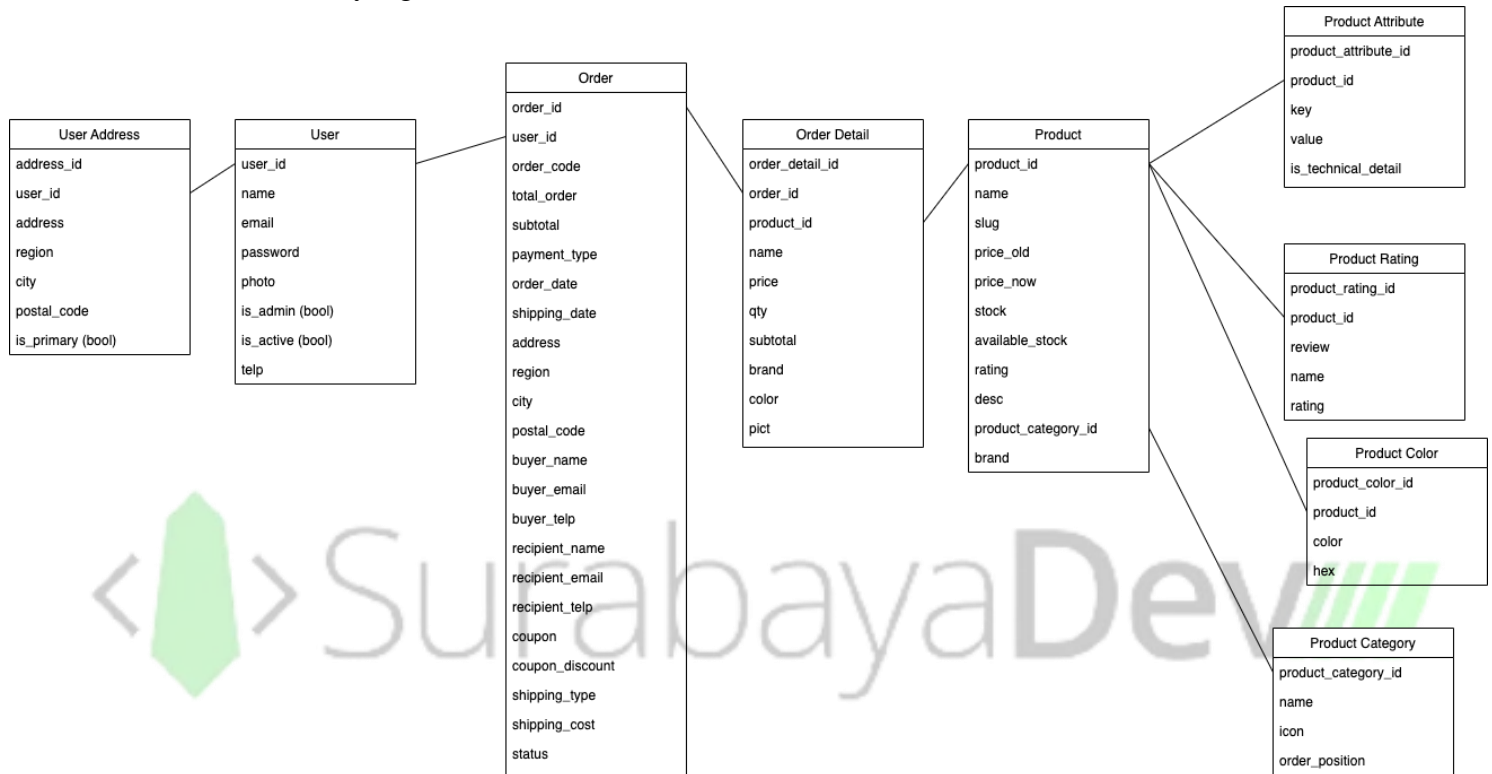 User Address
address_id
user_id
address
region
city
postal_code
is_primary (bool)
User
user_id
name
email
password
photo
is_admin (bool)
is_active (bool)
telp
Order
order_id
user_id
order_code
total_order
subtotal
payment_type
order_date
shipping_date
address
region
city
postal_code
buyer_name
buyer_email
buyer_telp
recipient_name
recipient_email
recipient_telp
coupon
coupon_discount
shipping_type
shipping_cost
status
Order Detail
order_detail_id
order_id
product_id
name
price
qty
subtotal
brand
color
pict
Product
product_id
name
slug
price_old
price_now
stock
available_stock
rating
desc
product_category_id
brand
Product Attribute
product_attribute_id
product_id
key
value
is_technical_detail
Product Rating
product_rating_id
product_id
review
name
rating
Product Color
product_color_id
product_id
color
hex
Product Category
product_category_id
name
icon
order_position
SurabayaDev